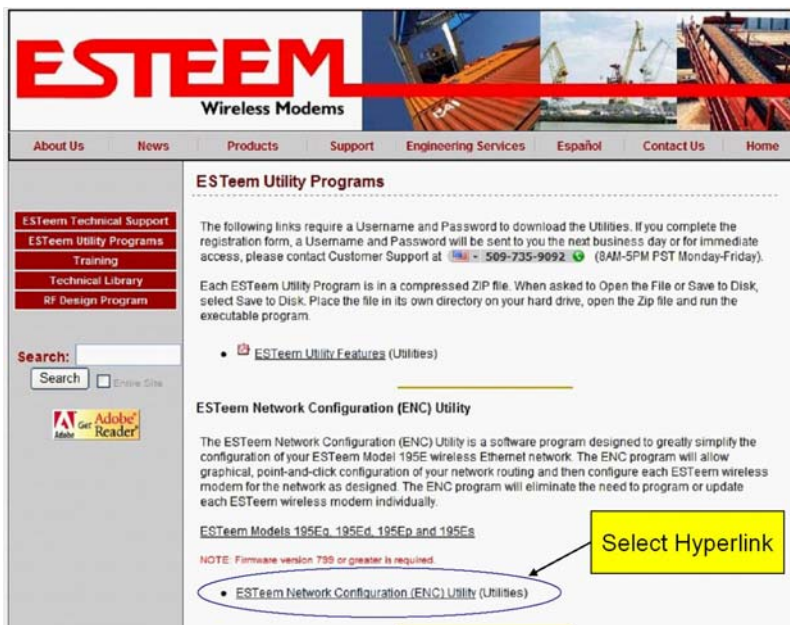 ESTEEM
Wireless Modems
About Us News Products Support Engineering Services Español Contact Us Home
ESTeem Technical Support
ESTeem Utility Programs
Training
Technical Library
RF Design Program
Search:
Search Entire Site
Adobe Get Adobe® Reader®
ESTeem Utility Programs
The following links require a Username and Password to download the Utilities. If you complete the
registration form, a Username and Password will be sent to you the next business day or for immediate
access, please contact Customer Support at 509-735-9092 (8AM-5PM PST Monday-Friday).
Each ESTeem Utility Program is in a compressed ZIP file. When asked to Open the File or Save to Disk,
select Save to Disk. Place the file in its own directory on your hard drive, open the Zip file and run the
executable program.
• ESTeem Utility Features (Utilities)
ESTeem Network Configuration (ENC) Utility
The ESTeem Network Configuration (ENC) Utility is a software program designed to greatly simplify the
configuration of your ESTeem Model 195E wireless Ethernet network. The ENC program will allow
graphical, point-and-click configuration of your network routing and then configure each ESTeem wireless
modem for the network as designed. The ENC program will eliminate the need to program or update
each ESTeem wireless modem individually.
ESTeem Models 195Eg, 195Ed, 195Ep and 195Es
NOTE: Firmware version 799 or greater is required.
• ESTeem Network Configuration (ENC) Utility (Utilities)
Select Hyperlink